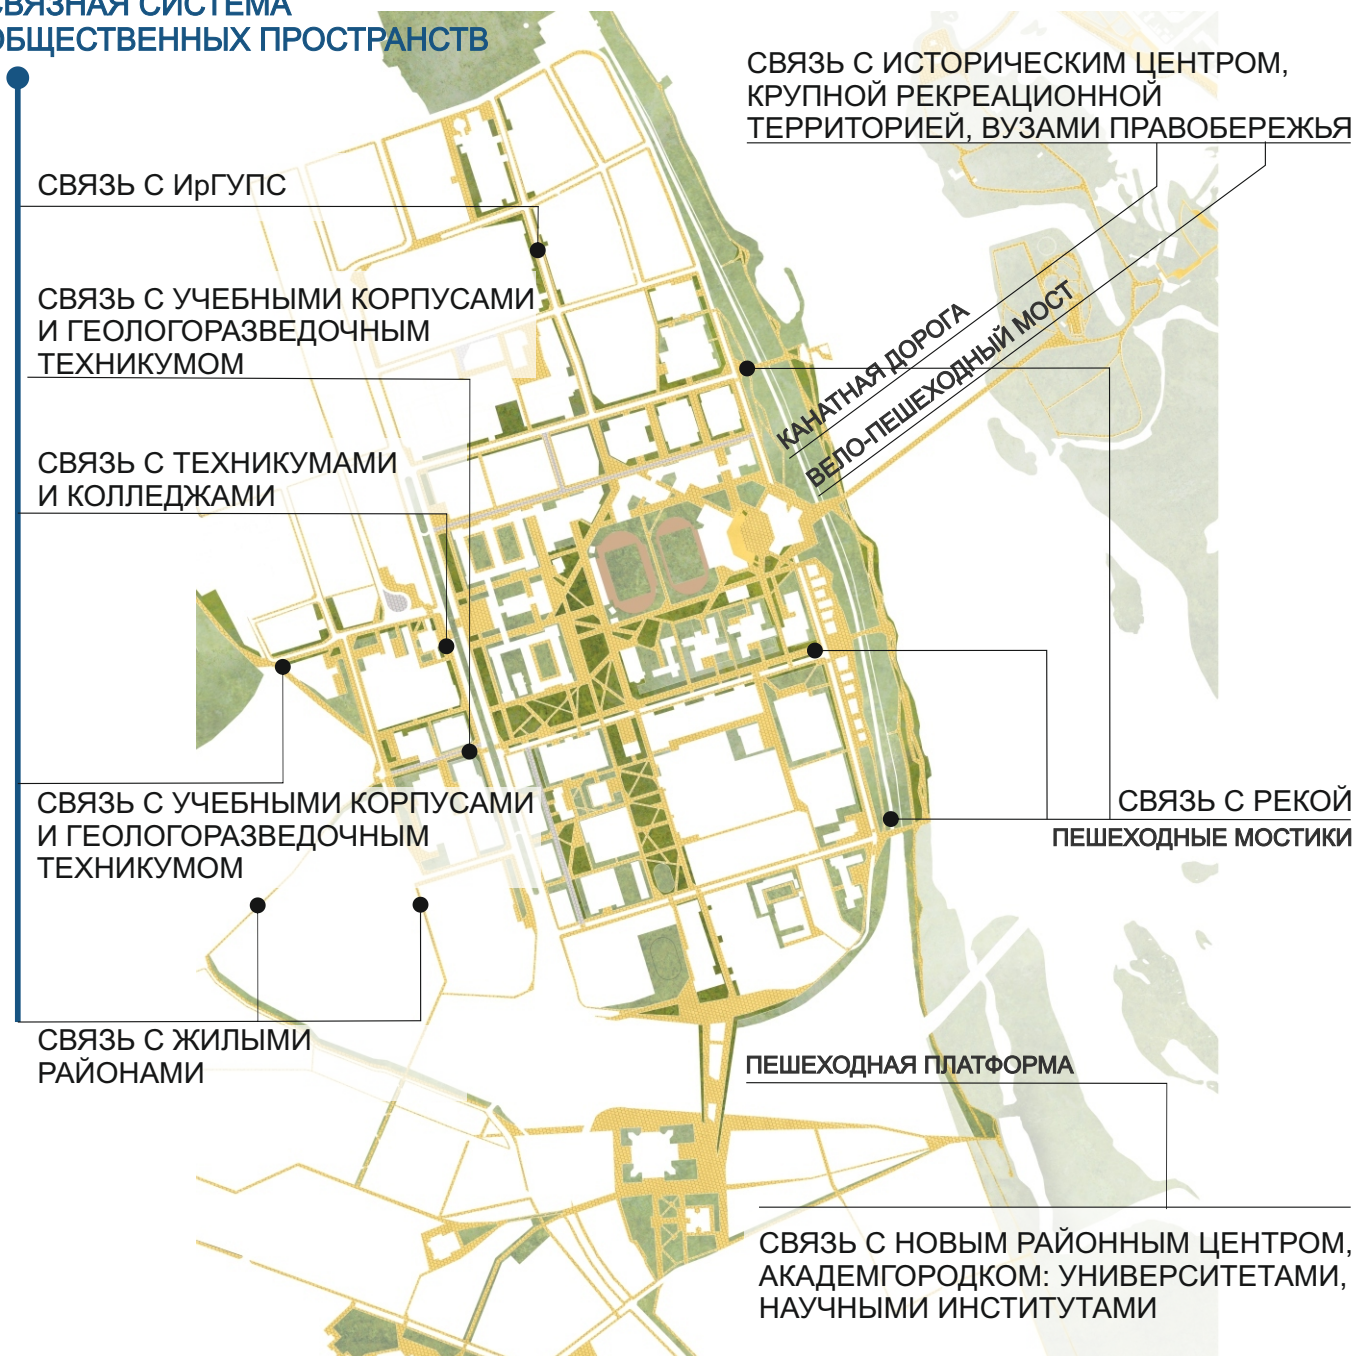 СВЯЗНАЯ СИСТЕМА
ОБЩЕСТВЕННЫХ ПРОСТРАНСТВ
СВЯЗЬ С ИСТОРИЧЕСКИМ ЦЕНТРОМ,
КРУПНОЙ РЕКРЕАЦИОННОЙ
ТЕРРИТОРИЕЙ, ВУЗАМИ ПРАВОБЕРЕЖЬЯ
СВЯЗЬ С ИрГУПС
СВЯЗЬ С УЧЕБНЫМИ КОРПУСАМИ
И ГЕОЛОГОРАЗВЕДОЧНЫМ
ТЕХНИКУМОМ
КАНАТНАЯ ДОРОГА
ВЕЛО-ПЕШЕХОДНЫЙ МОСТ
СВЯЗЬ С ТЕХНИКУМАМИ
И КОЛЛЕДЖАМИ
СВЯЗЬ С УЧЕБНЫМИ КОРПУСАМИ
И ГЕОЛОГОРАЗВЕДОЧНЫМ
ТЕХНИКУМОМ
СВЯЗЬ С РЕКОЙ
ПЕШЕХОДНЫЕ МОСТИКИ
СВЯЗЬ С ЖИЛЫМИ
РАЙОНАМИ
ПЕШЕХОДНАЯ ПЛАТФОРМА
СВЯЗЬ С НОВЫМ РАЙОННЫМ ЦЕНТРОМ,
АКАДЕМГОРОДКОМ: УНИВЕРСИТЕТАМИ,
НАУЧНЫМИ ИНСТИТУТАМИ